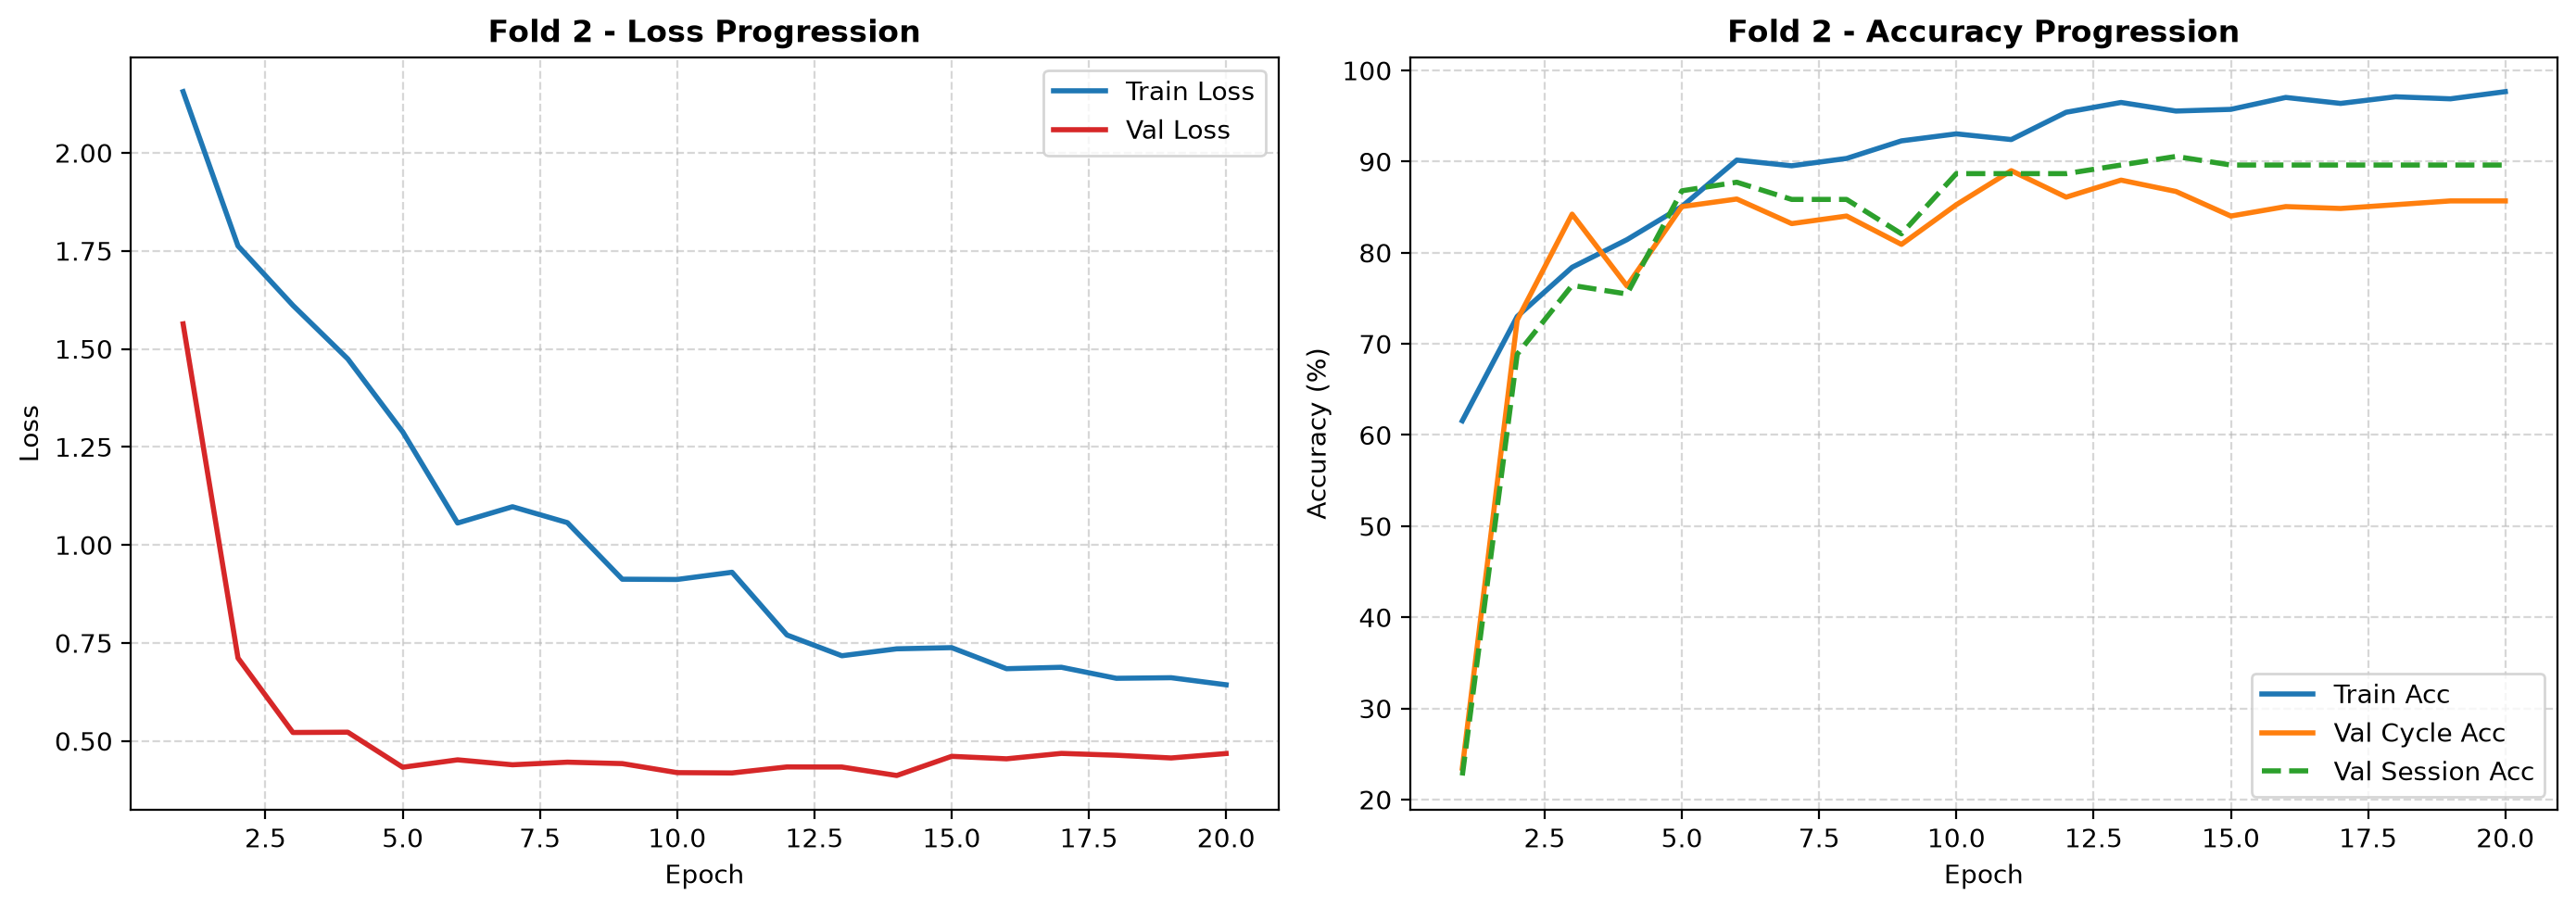 Fold 2 - Loss Progression
Train Loss
Val Loss
2.00
1.75
1.50
1.25
1.00
0.75
0.50
Loss
2.5 5.0 7.5 10.0 12.5 15.0 17.5 20.0
Epoch
Fold 2 - Accuracy Progression
100
90
80
70
60
50
40
30
20
Accuracy (%)
Train Acc
Val Cycle Acc
Val Session Acc
2.5 5.0 7.5 10.0 12.5 15.0 17.5 20.0
Epoch